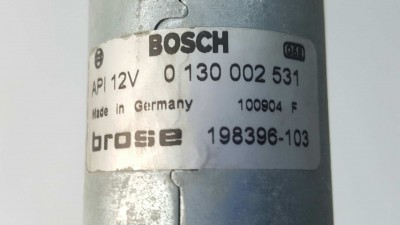 BOSCH
API 12V 0 130 002 531
Made in Germany 100904 F
brose 198396-103